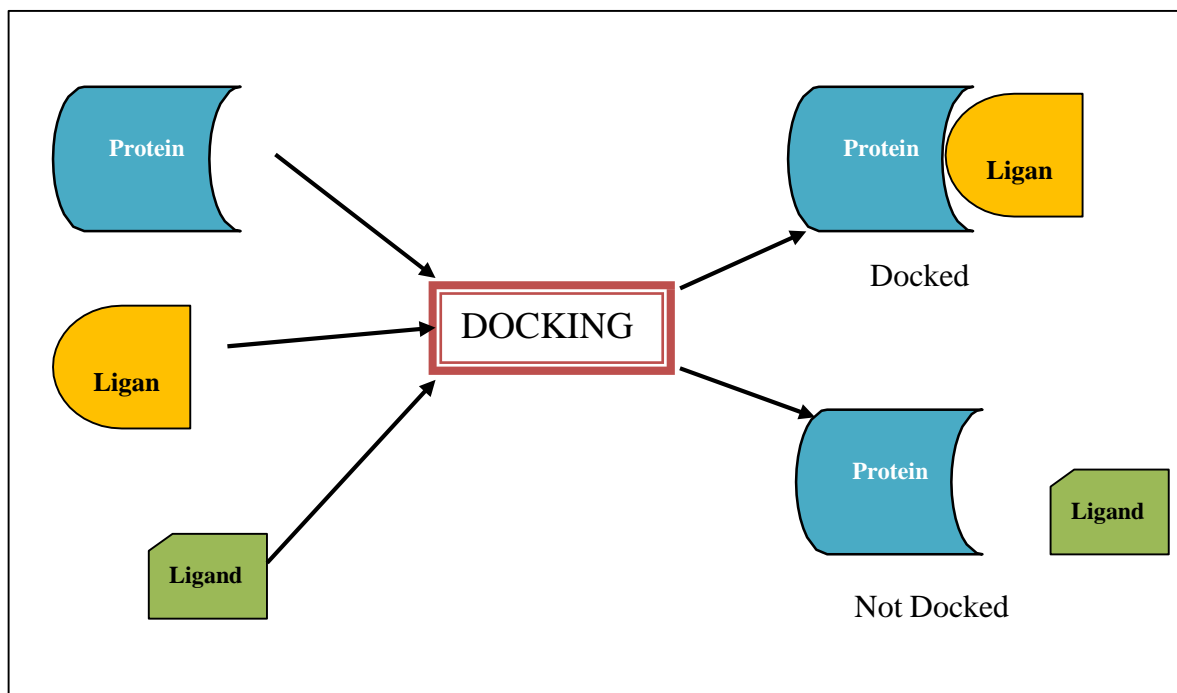 Protein
Ligan
Ligand
DOCKING
Protein
Ligan
Docked
Protein
Ligand
Not Docked